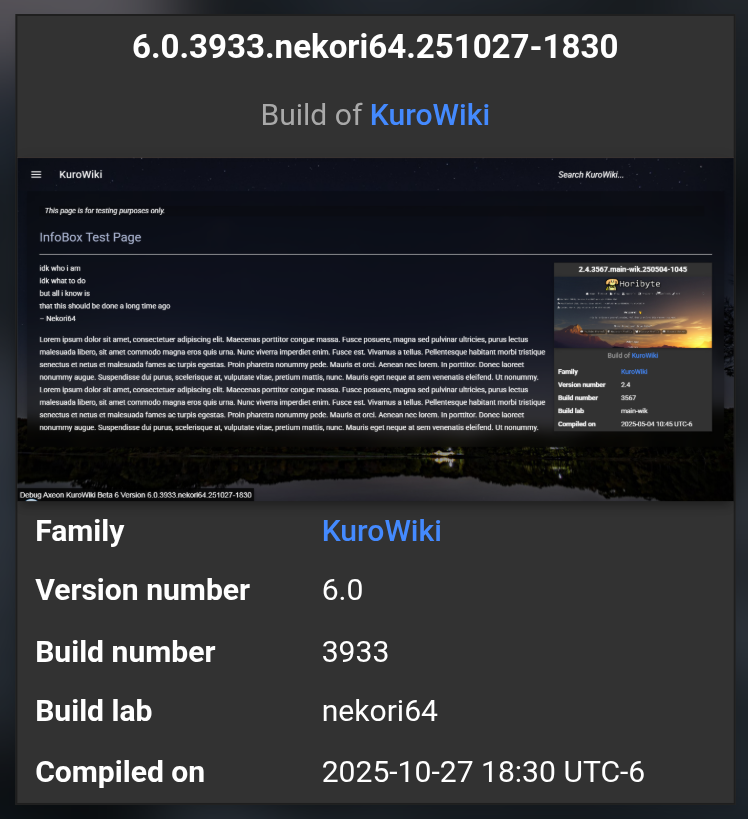 6.0.3933.nekori64.251027-1830
Build of KuroWiki
KuroWiki
Search KuroWiki...
This page is for testing purposes only.
InfoBox Test Page
idk who i am
idk what to do
but all i know is
that this should be done a long time ago
– Nekori64
Lorem ipsum dolor sit amet, consectetuer adipiscing elit. Maecenas porttitor congue massa. Fusce posuere, magna sed pulvinar ultricies, purus lectus
malesuada libero, sit amet commodo magna eros quis urna. Nunc viverra imperdiet enim. Fusce est. Vivamus a tellus. Pellentesque habitant morbi tristique
senectus et netus et malesuada fames ac turpis egestas. Proin pharetra nonummy pede. Mauris et orci. Aenean nec lorem. In porttitor. Donec laoreet
nonummy augue. Suspendisse dui purus, scelerisque at, vulputate vitae, pretium mattis, nunc. Mauris eget neque at sem venenatis eleifend. Ut nonummy.
Lorem ipsum dolor sit amet, consectetuer adipiscing elit. Maecenas porttitor congue massa. Fusce posuere, magna sed pulvinar ultricies, purus lectus
malesuada libero, sit amet commodo magna eros quis urna. Nunc viverra imperdiet enim. Fusce est. Vivamus a tellus. Pellentesque habitant morbi tristique
senectus et netus et malesuada fames ac turpis egestas. Proin pharetra nonummy pede. Mauris et orci. Aenean nec lorem. In porttitor. Donec laoreet
nonummy augue. Suspendisse dui purus, scelerisque at, vulputate vitae, pretium mattis, nunc. Mauris eget neque at sem venenatis eleifend. Ut nonummy.
2.4.3567.main-wik.250504-1045
Horibyte
Build of KuroWiki
Family KuroWiki
Version number 2.4
Build number 3567
Build lab main-wik
Compiled on 2025-05-04 10:45 UTC-6
Debug Axeon KuroWiki Beta 6 Version 6.0.3933.nekori64.251027-1830
Family KuroWiki
Version number 6.0
Build number 3933
Build lab nekori64
Compiled on 2025-10-27 18:30 UTC-6